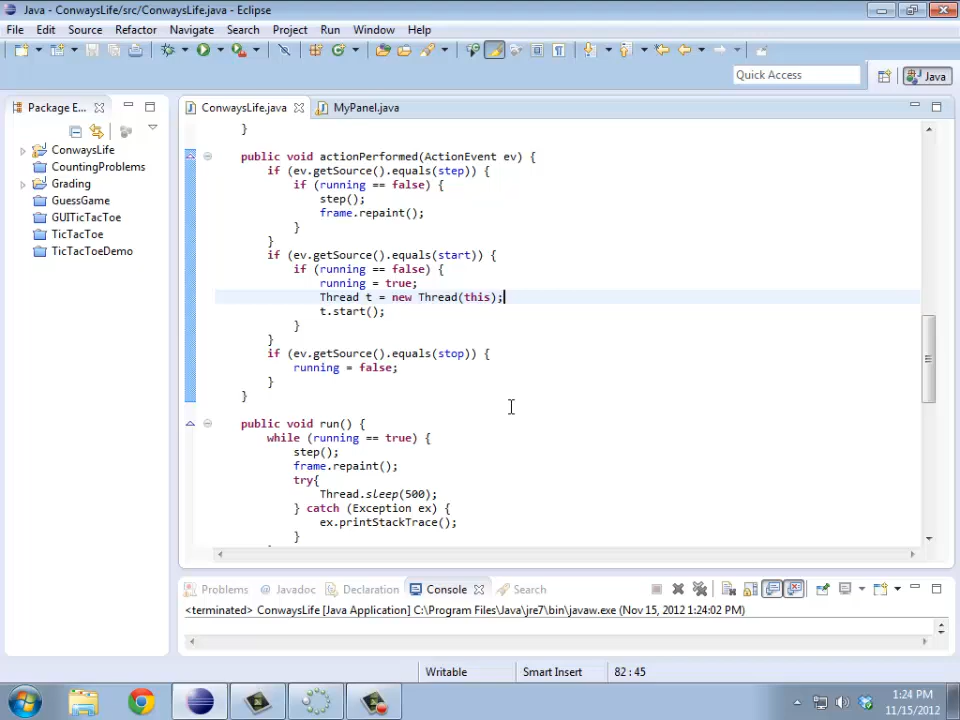 Java - ConwaysLife/src/ConwaysLife.java - Eclipse
File Edit Source Refactor Navigate Search Project Run Window Help
Quick Access
Java
Package E...
ConwaysLife.java
MyPanel.java
ConwaysLife
CountingProblems
Grading
GuessGame
GUITicTacToe
TicTacToe
TicTacToeDemo
}
public void actionPerformed(ActionEvent ev) {
if (ev.getSource().equals(step)) {
if (running == false) {
step();
frame.repaint();
}
}
if (ev.getSource().equals(start)) {
if (running == false) {
running = true;
Thread t = new Thread(this);
t.start();
}
}
if (ev.getSource().equals(stop)) {
running = false;
}
}
public void run() {
while (running == true) {
step();
frame.repaint();
try{
Thread.sleep(500);
} catch (Exception ex) {
ex.printStackTrace();
}
Problems @ Javadoc Declaration Console Search
<terminated> ConwaysLife [Java Application] C:\Program Files\Java\jre7\bin\javaw.exe (Nov 15, 2012 1:24:02 PM)
Writable Smart Insert 82 : 45
1:24 PM
11/15/2012